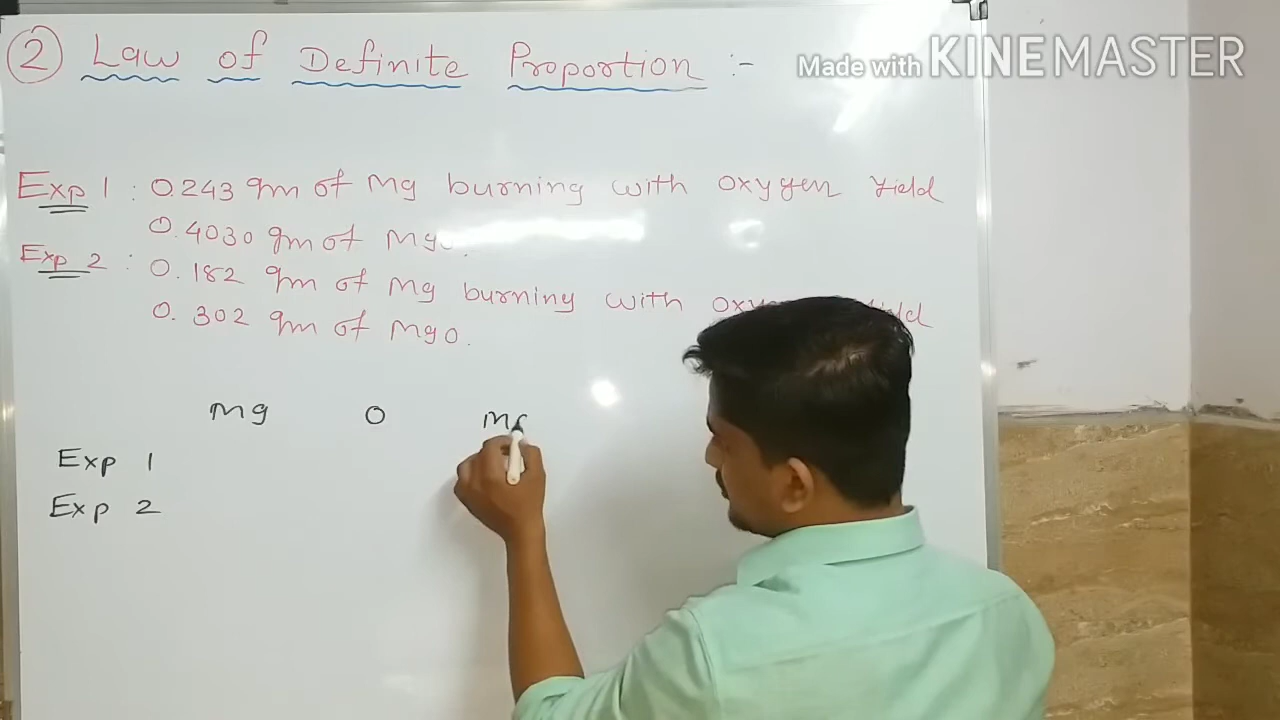 ② Law of Definite Proportion :-
Made with KINEMASTER
Exp 1 : 0.243 gm of Mg burning with oxygen yield
0.4030 gm of Mgo.
Exp 2 : 0.182 gm of Mg burning with yield
0.302 gm of Mgo.
Mg O
Exp 1
Exp 2